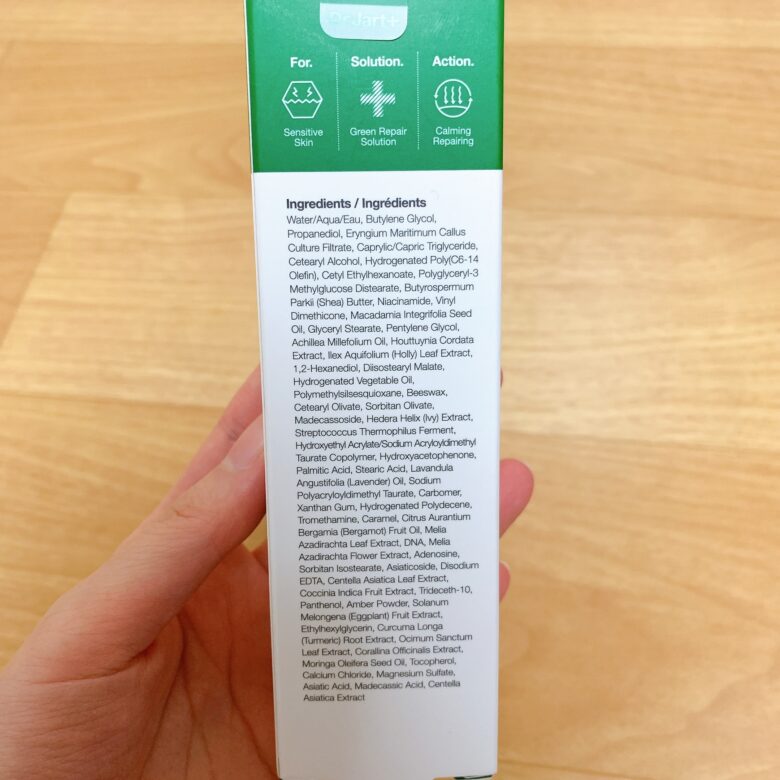 Dr.Jart+
For. Solution. Action.
Sensitive Skin
Green Repair Solution
Calming Repairing
Ingredients / Ingrédients
Water/Aqua/Eau, Butylene Glycol,
Propanediol, Eryngium Maritimum Callus
Culture Filtrate, Caprylic/Capric Triglyceride,
Cetearyl Alcohol, Hydrogenated Poly(C6-14
Olefin), Cetyl Ethylhexanoate, Polyglyceryl-3
Methylglucose Distearate, Butyrospermum
Parkii (Shea) Butter, Niacinamide, Vinyl
Dimethicone, Macadamia Integrifolia Seed
Oil, Glyceryl Stearate, Pentylene Glycol,
Achillea Millefolium Oil, Houttuynia Cordata
Extract, Ilex Aquifolium (Holly) Leaf Extract,
1,2-Hexanediol, Diisostearyl Malate,
Hydrogenated Vegetable Oil,
Polymethylsilsesquioxane, Beeswax,
Cetearyl Olivate, Sorbitan Olivate,
Madecassoside, Hedera Helix (Ivy) Extract,
Streptococcus Thermophilus Ferment,
Hydroxyethyl Acrylate/Sodium Acryloyldimethyl
Taurate Copolymer, Hydroxyacetophenone,
Palmitic Acid, Stearic Acid, Lavandula
Angustifolia (Lavender) Oil, Sodium
Polyacryloyldimethyl Taurate, Carbomer,
Xanthan Gum, Hydrogenated Polydecene,
Tromethamine, Caramel, Citrus Aurantium
Bergamia (Bergamot) Fruit Oil, Melia
Azadirachta Leaf Extract, DNA, Melia
Azadirachta Flower Extract, Adenosine,
Sorbitan Isostearate, Asiaticoside, Disodium
EDTA, Centella Asiatica Leaf Extract,
Coccinia Indica Fruit Extract, Trideceth-10,
Panthenol, Amber Powder, Solanum
Melongena (Eggplant) Fruit Extract,
Ethylhexylglycerin, Curcuma Longa
(Turmeric) Root Extract, Ocimum Sanctum
Leaf Extract, Corallina Officinalis Extract,
Moringa Oleifera Seed Oil, Tocopherol,
Calcium Chloride, Magnesium Sulfate,
Asiatic Acid, Madecassic Acid, Centella
Asiatica Extract